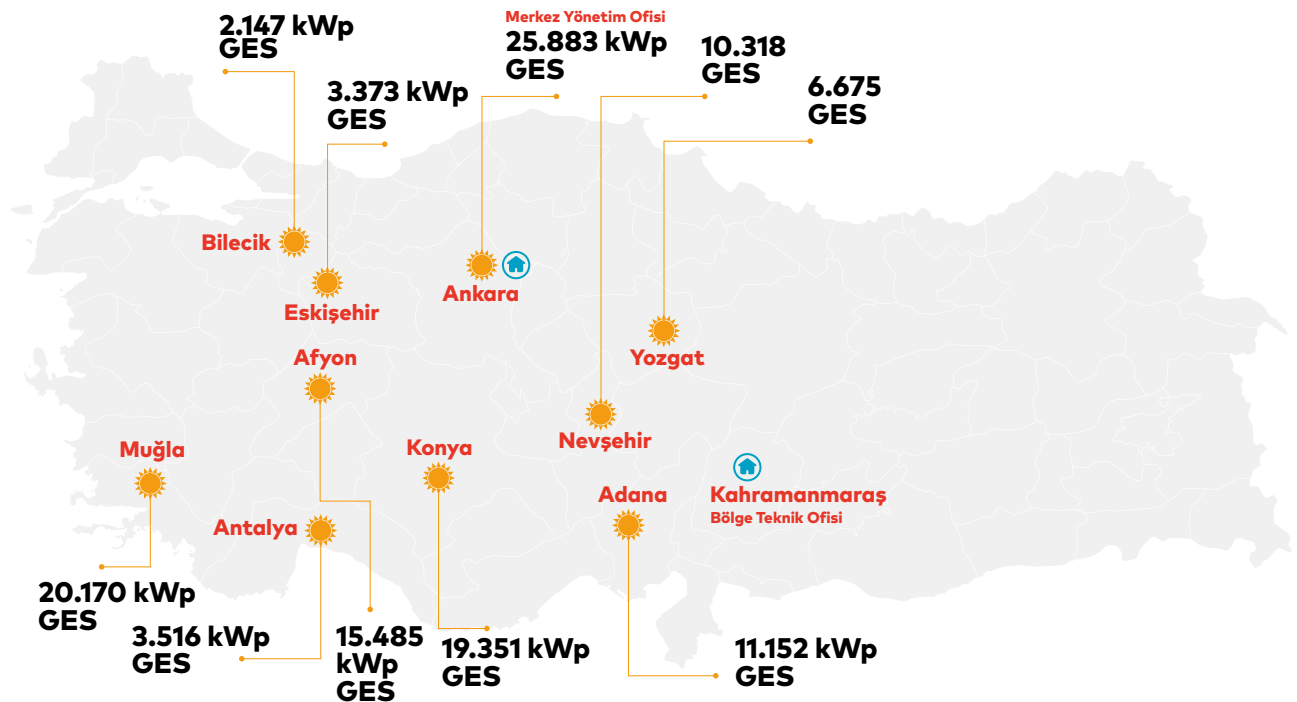 2.147 kWp
GES
3.373 kWp
GES
Merkez Yönetim Ofisi
25.883 kWp
GES
10.318
GES
6.675
GES
Bilecik
Eskişehir
Ankara
Afyon
Yozgat
Muğla
Konya
Nevşehir
Antalya
Adana
Kahramanmaraş
Bölge Teknik Ofisi
20.170 kWp
GES
3.516 kWp
GES
15.485
kWp
GES
19.351 kWp
GES
11.152 kWp
GES